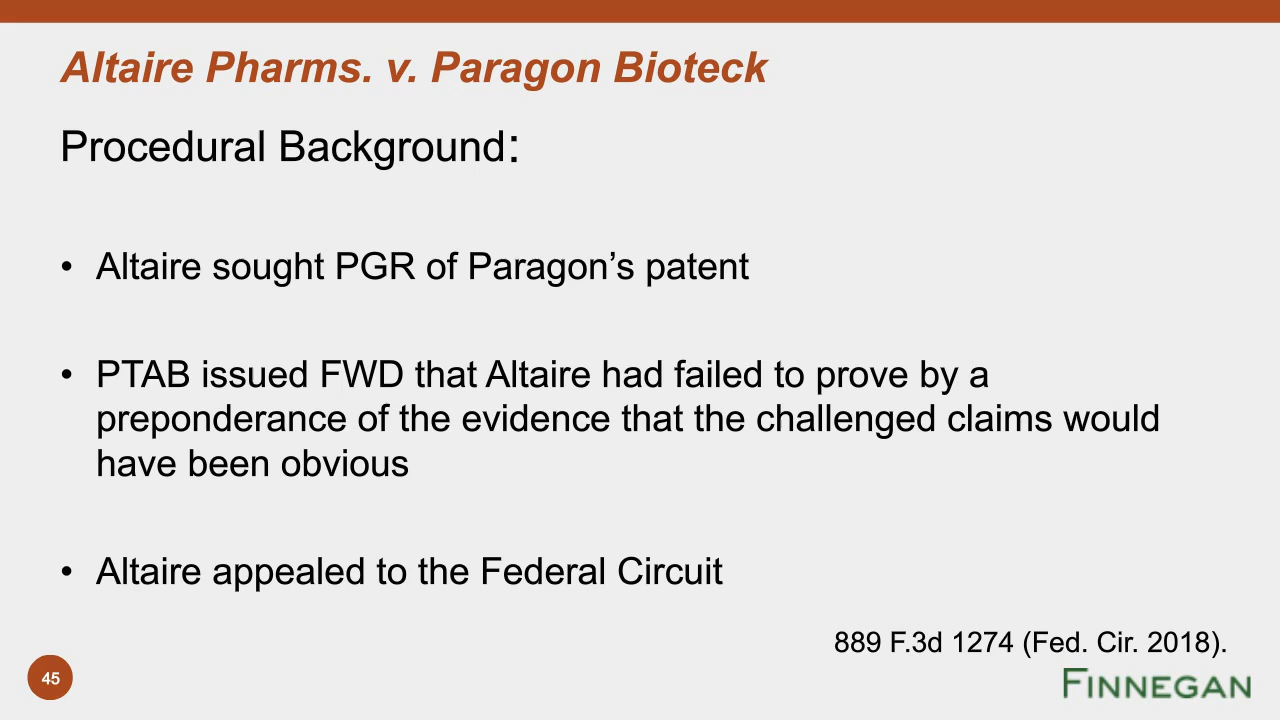 Altaire Pharms. v. Paragon Bioteck
Procedural Background:
• Altaire sought PGR of Paragon’s patent
• PTAB issued FWD that Altaire had failed to prove by a
preponderance of the evidence that the challenged claims would
have been obvious
• Altaire appealed to the Federal Circuit
889 F.3d 1274 (Fed. Cir. 2018).
45
FINNEGAN